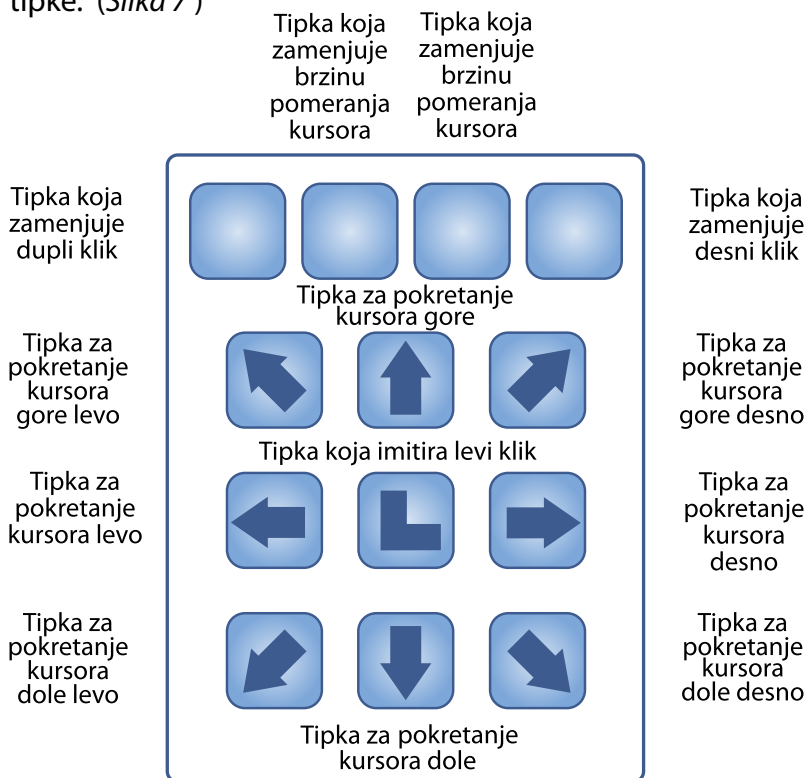 tipke. (Slika 7 )
Tipka koja
zamenjuje
brzinu
pomeranja
kursora
Tipka koja
zamenjuje
brzinu
pomeranja
kursora
Tipka koja
zamenjuje
dupli klik
Tipka koja
zamenjuje
desni klik
Tipka za pokretanje
kursora gore
Tipka za
pokretanje
kursora
gore levo
Tipka za
pokretanje
kursora
gore desno
Tipka koja imitira levi klik
Tipka za
pokretanje
kursora levo
L
Tipka za
pokretanje
kursora
desno
Tipka za
pokretanje
kursora
dole levo
Tipka za
pokretanje
kursora
dole desno
Tipka za pokretanje
kursora dole